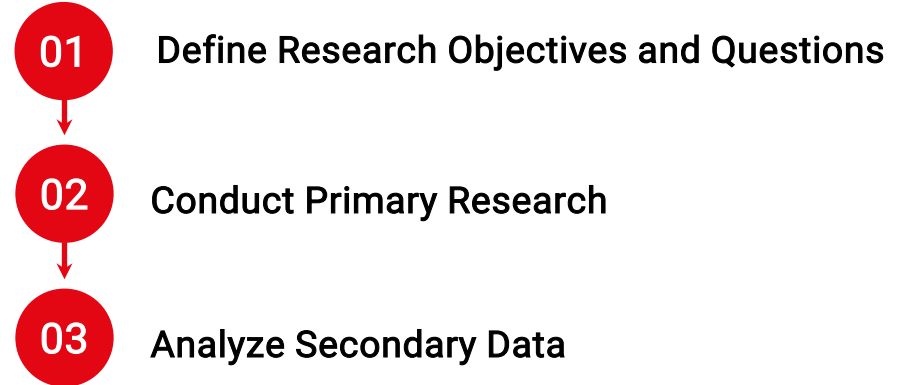 01
Define Research Objectives and Questions
02
Conduct Primary Research
03
Analyze Secondary Data